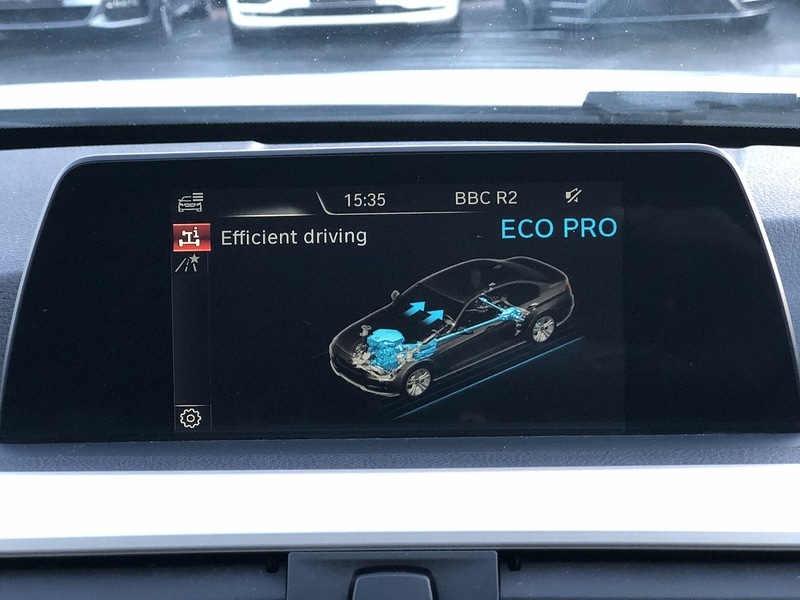 15:35 BBC R2
Efficient driving
ECO PRO